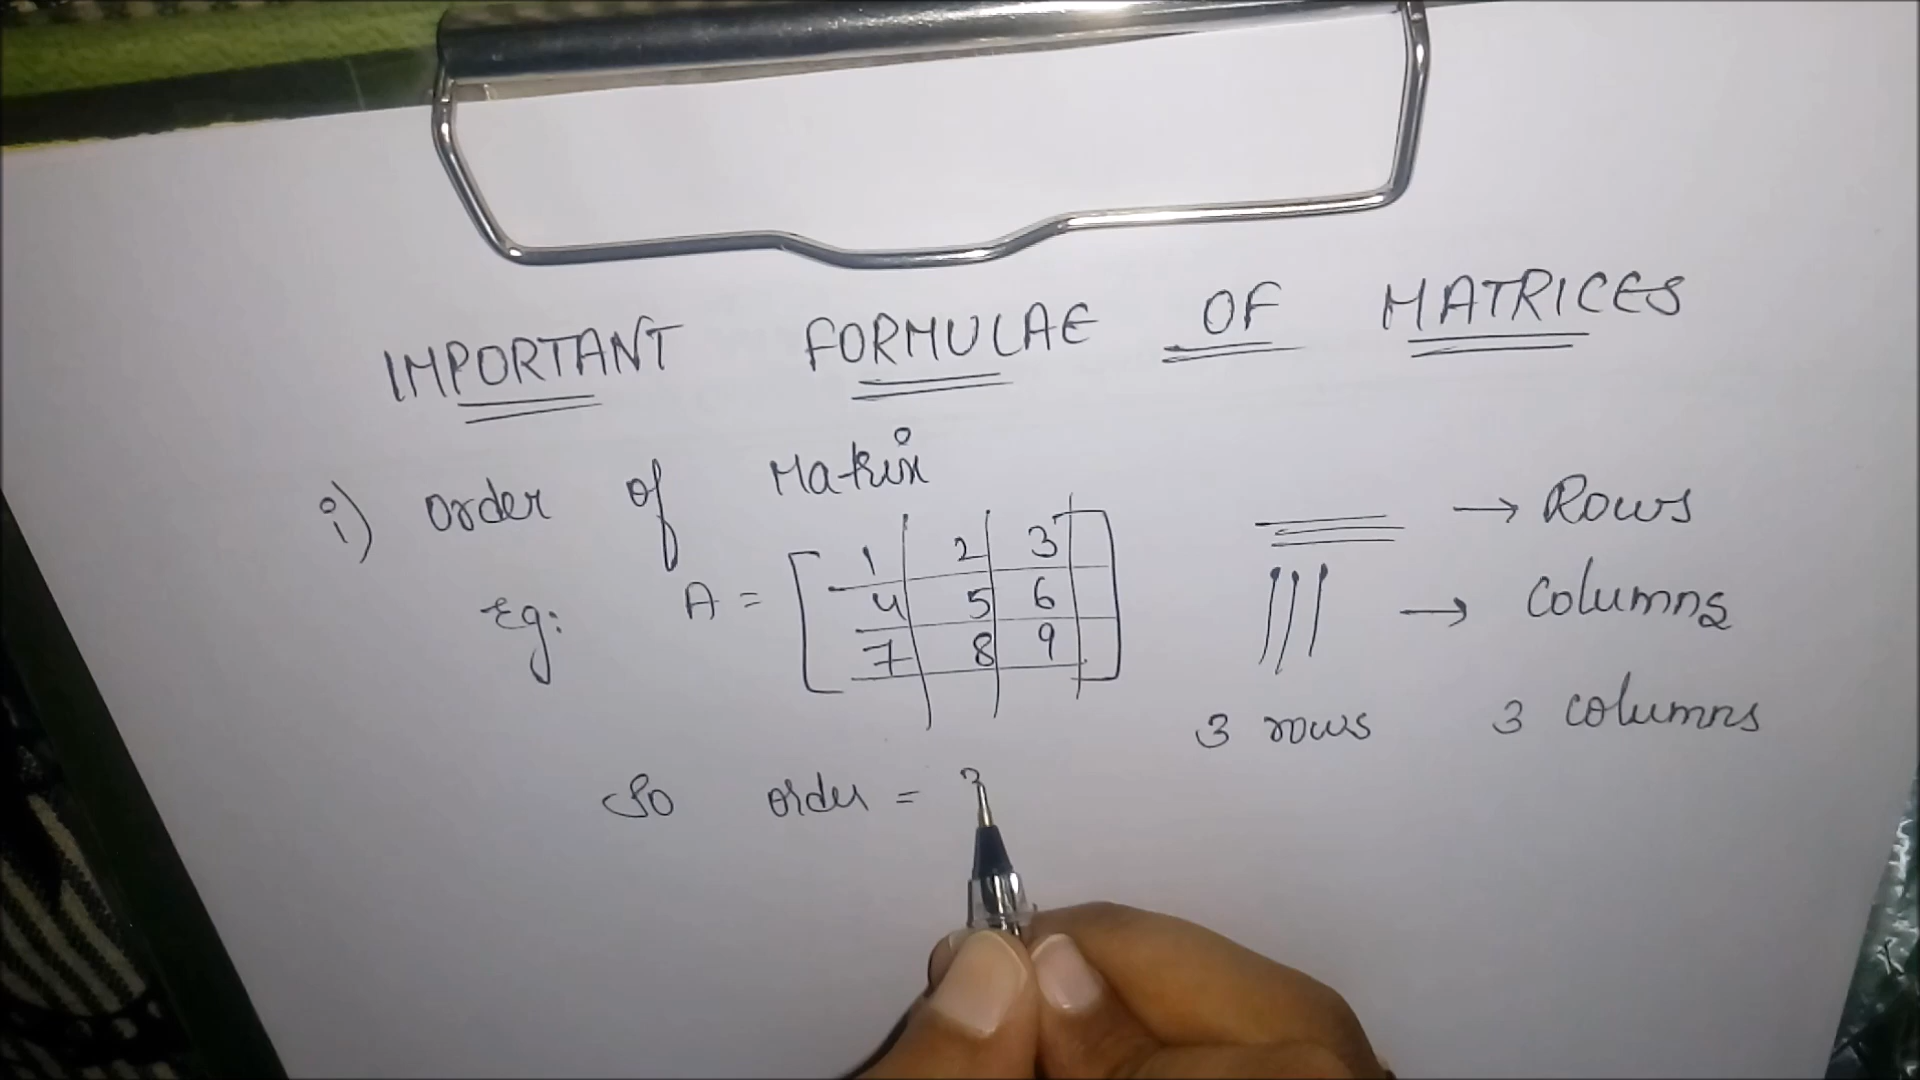 IMPORTANT FORMULAE OF MATRICES
i) order of Matrix
Eg: A = [ 1 2 3
4 5 6
7 8 9 ]
→ Rows
→ Columns
3 rows 3 columns
So order = 3